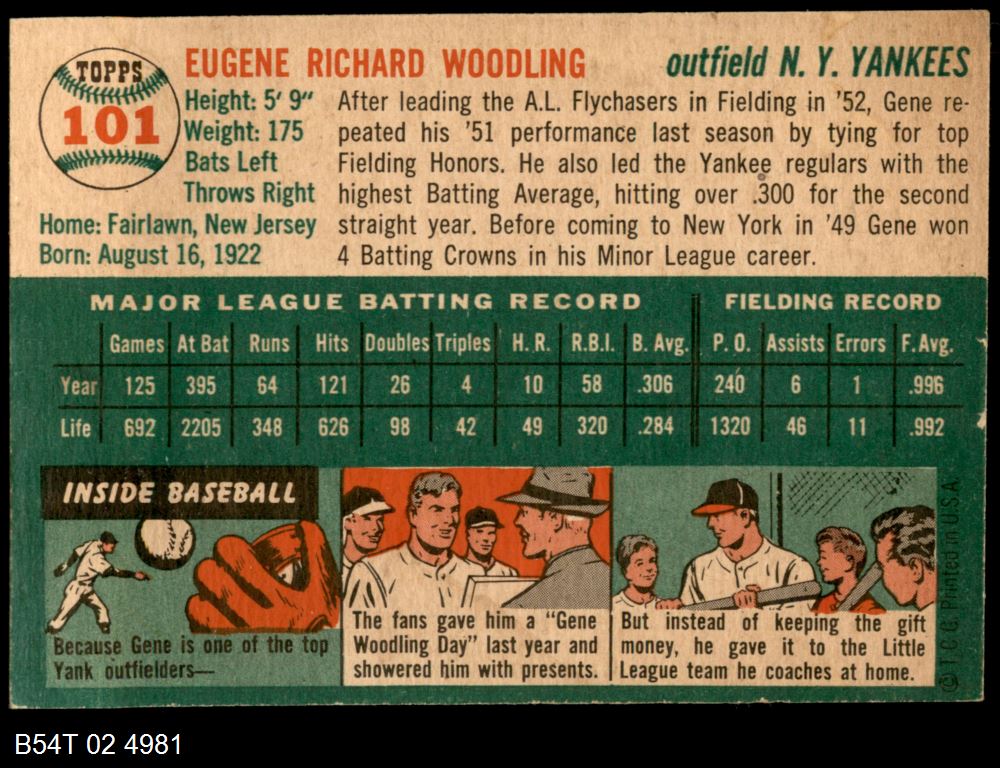 TOPPS
101
EUGENE RICHARD WOODLING
outfield N. Y. YANKEES
Height: 5' 9"
Weight: 175
Bats Left
Throws Right
Home: Fairlawn, New Jersey
Born: August 16, 1922
After leading the A.L. Flychasers in Fielding in '52, Gene re-
peated his '51 performance last season by tying for top
Fielding Honors. He also led the Yankee regulars with the
highest Batting Average, hitting over .300 for the second
straight year. Before coming to New York in '49 Gene won
4 Batting Crowns in his Minor League career.
MAJOR LEAGUE BATTING RECORD FIELDING RECORD
Games At Bat Runs Hits Doubles Triples H. R. R.B.I. B. Avg. P. O. Assists Errors F. Avg.
Year 125 395 64 121 26 4 10 58 .306 240 6 1 .996
Life 692 2205 348 626 98 42 49 320 .284 1320 46 11 .992
INSIDE BASEBALL
Because Gene is one of the top
Yank outfielders—
The fans gave him a "Gene
Woodling Day" last year and
showered him with presents.
But instead of keeping the gift
money, he gave it to the Little
League team he coaches at home.
© T.C.G. Printed in U.S.A.
B54T 02 4981